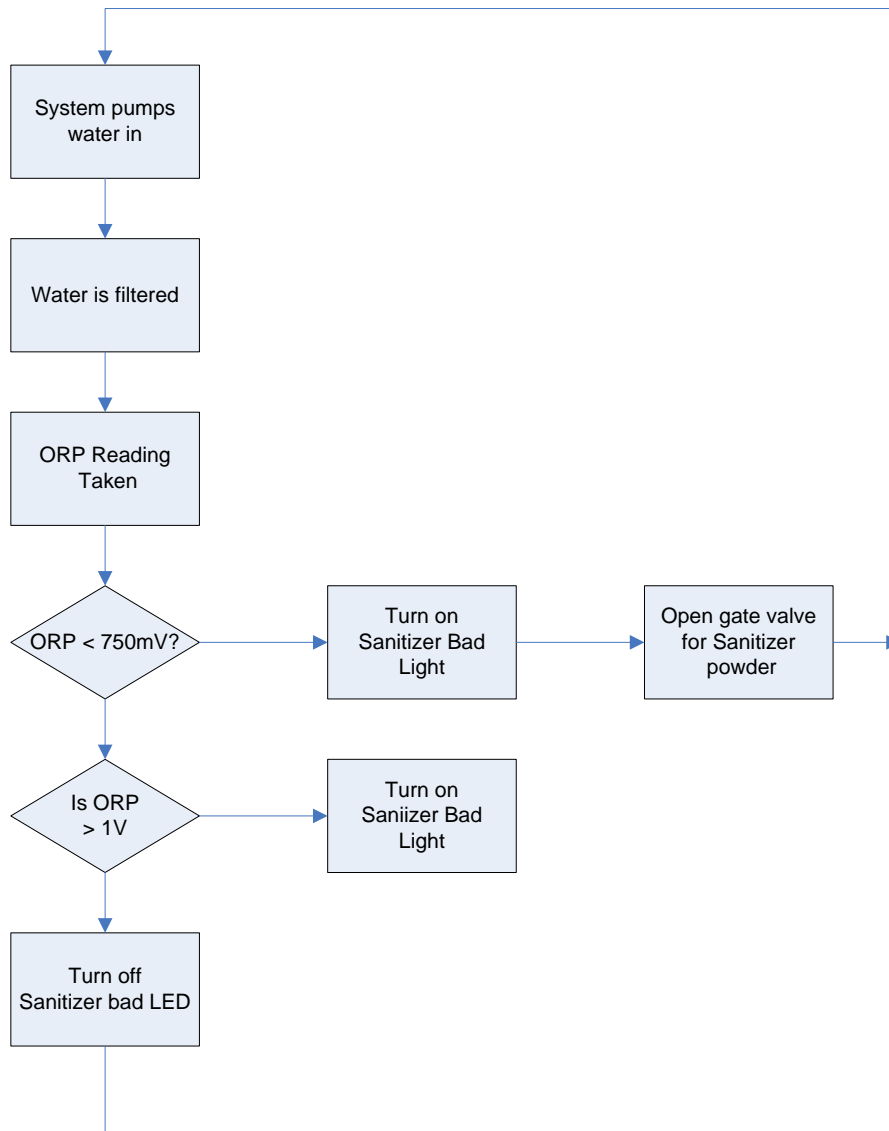 System pumps
water in
Water is filtered
ORP Reading
Taken
ORP < 750mV?
Turn on
Sanitizer Bad
Light
Open gate valve
for Sanitizer
powder
Is ORP
> 1V
Turn on
Saniizer Bad
Light
Turn off
Sanitizer bad LED